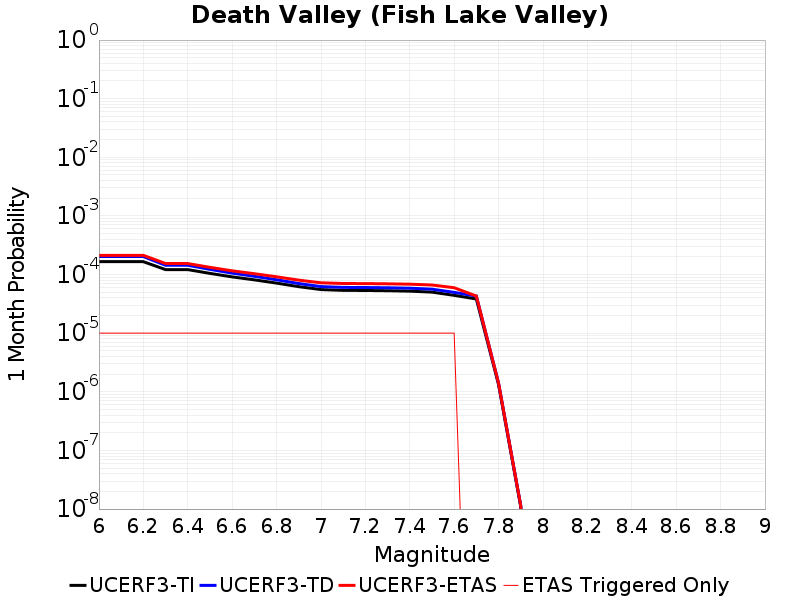 Death Valley (Fish Lake Valley)
1 Month Probability
10^0
10^-1
10^-2
10^-3
10^-4
10^-5
10^-6
10^-7
10^-8
6 6.2 6.4 6.6 6.8 7 7.2 7.4 7.6 7.8 8 8.2 8.4 8.6 8.8 9
Magnitude
UCERF3-TI UCERF3-TD UCERF3-ETAS ETAS Triggered Only